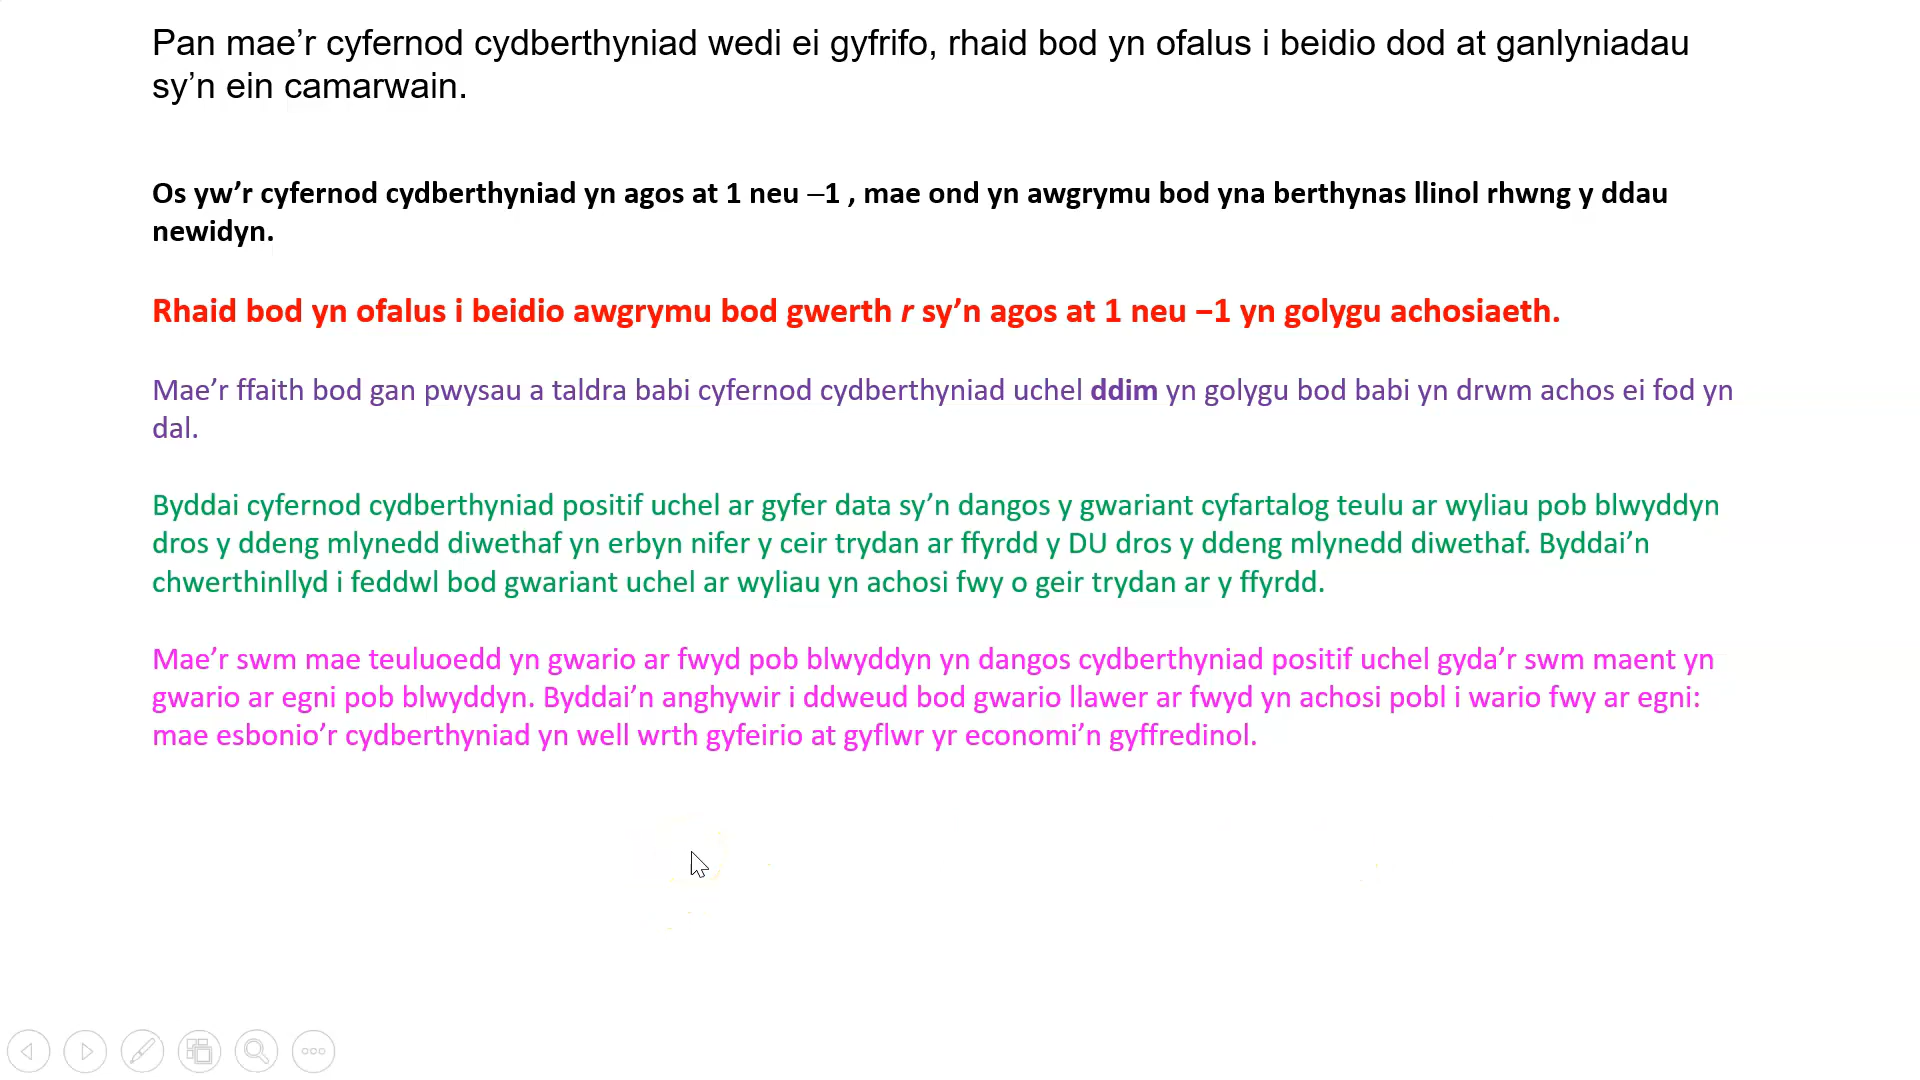 Pan mae’r cyfernod cydberthyniad wedi ei gyfrifo, rhaid bod yn ofalus i beidio dod at ganlyniadau
sy’n ein camarwain.
Os yw’r cyfernod cydberthyniad yn agos at 1 neu −1 , mae ond yn awgrymu bod yna berthynas llinol rhwng y ddau
newidyn.
Rhaid bod yn ofalus i beidio awgrymu bod gwerth r sy’n agos at 1 neu −1 yn golygu achosiaeth.
Mae’r ffaith bod gan pwysau a taldra babi cyfernod cydberthyniad uchel ddim yn golygu bod babi yn drwm achos ei fod yn
dal.
Byddai cyfernod cydberthyniad positif uchel ar gyfer data sy’n dangos y gwariant cyfartalog teulu ar wyliau pob blwyddyn
dros y ddeng mlynedd diwethaf yn erbyn nifer y ceir trydan ar ffyrdd y DU dros y ddeng mlynedd diwethaf. Byddai’n
chwerthinllyd i feddwl bod gwariant uchel ar wyliau yn achosi fwy o geir trydan ar y ffyrdd.
Mae’r swm mae teuluoedd yn gwario ar fwyd pob blwyddyn yn dangos cydberthyniad positif uchel gyda’r swm maent yn
gwario ar egni pob blwyddyn. Byddai’n anghywir i ddweud bod gwario llawer ar fwyd yn achosi pobl i wario fwy ar egni:
mae esbonio’r cydberthyniad yn well wrth gyfeirio at gyflwr yr economi’n gyffredinol.